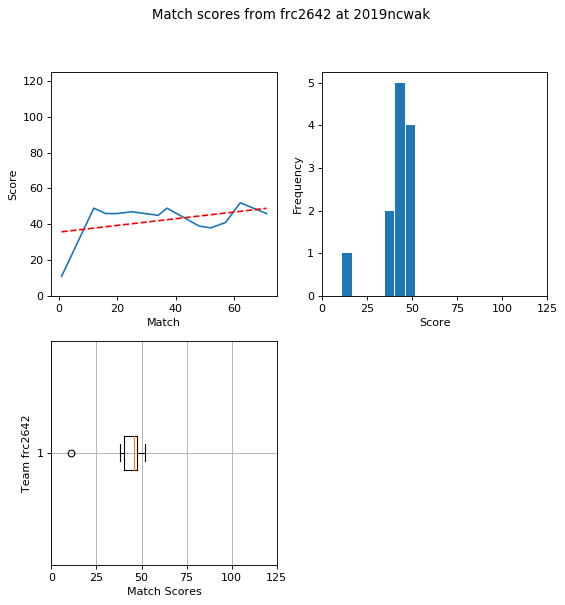 Match scores from frc2642 at 2019ncwak
120
100
80
60
40
20
0
Score
0 20 40 60
Match
5
4
3
2
1
0
Frequency
0 25 50 75 100 125
Score
Team frc2642
1
0 25 50 75 100 125
Match Scores